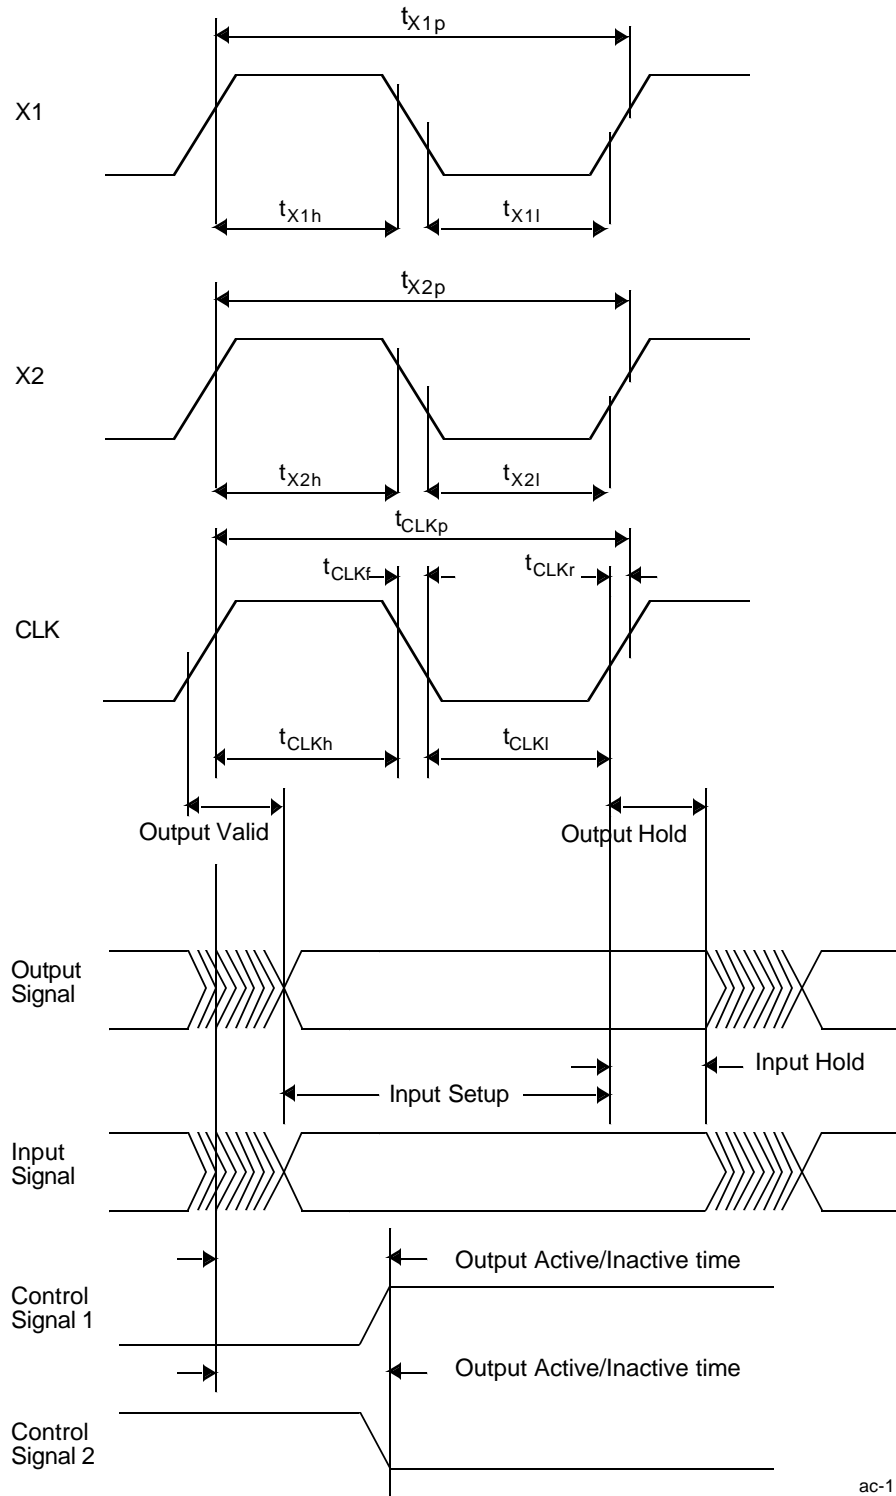 tX1p
X1
tX1h
tX1l
tX2p
X2
tX2h
tX2l
tCLKp
tCLKf
tCLKr
CLK
tCLKh
tCLKl
Output Valid
Output Hold
Output
Signal
Input Hold
Input Setup
Input
Signal
Output Active/Inactive time
Control
Signal 1
Output Active/Inactive time
Control
Signal 2
ac-1